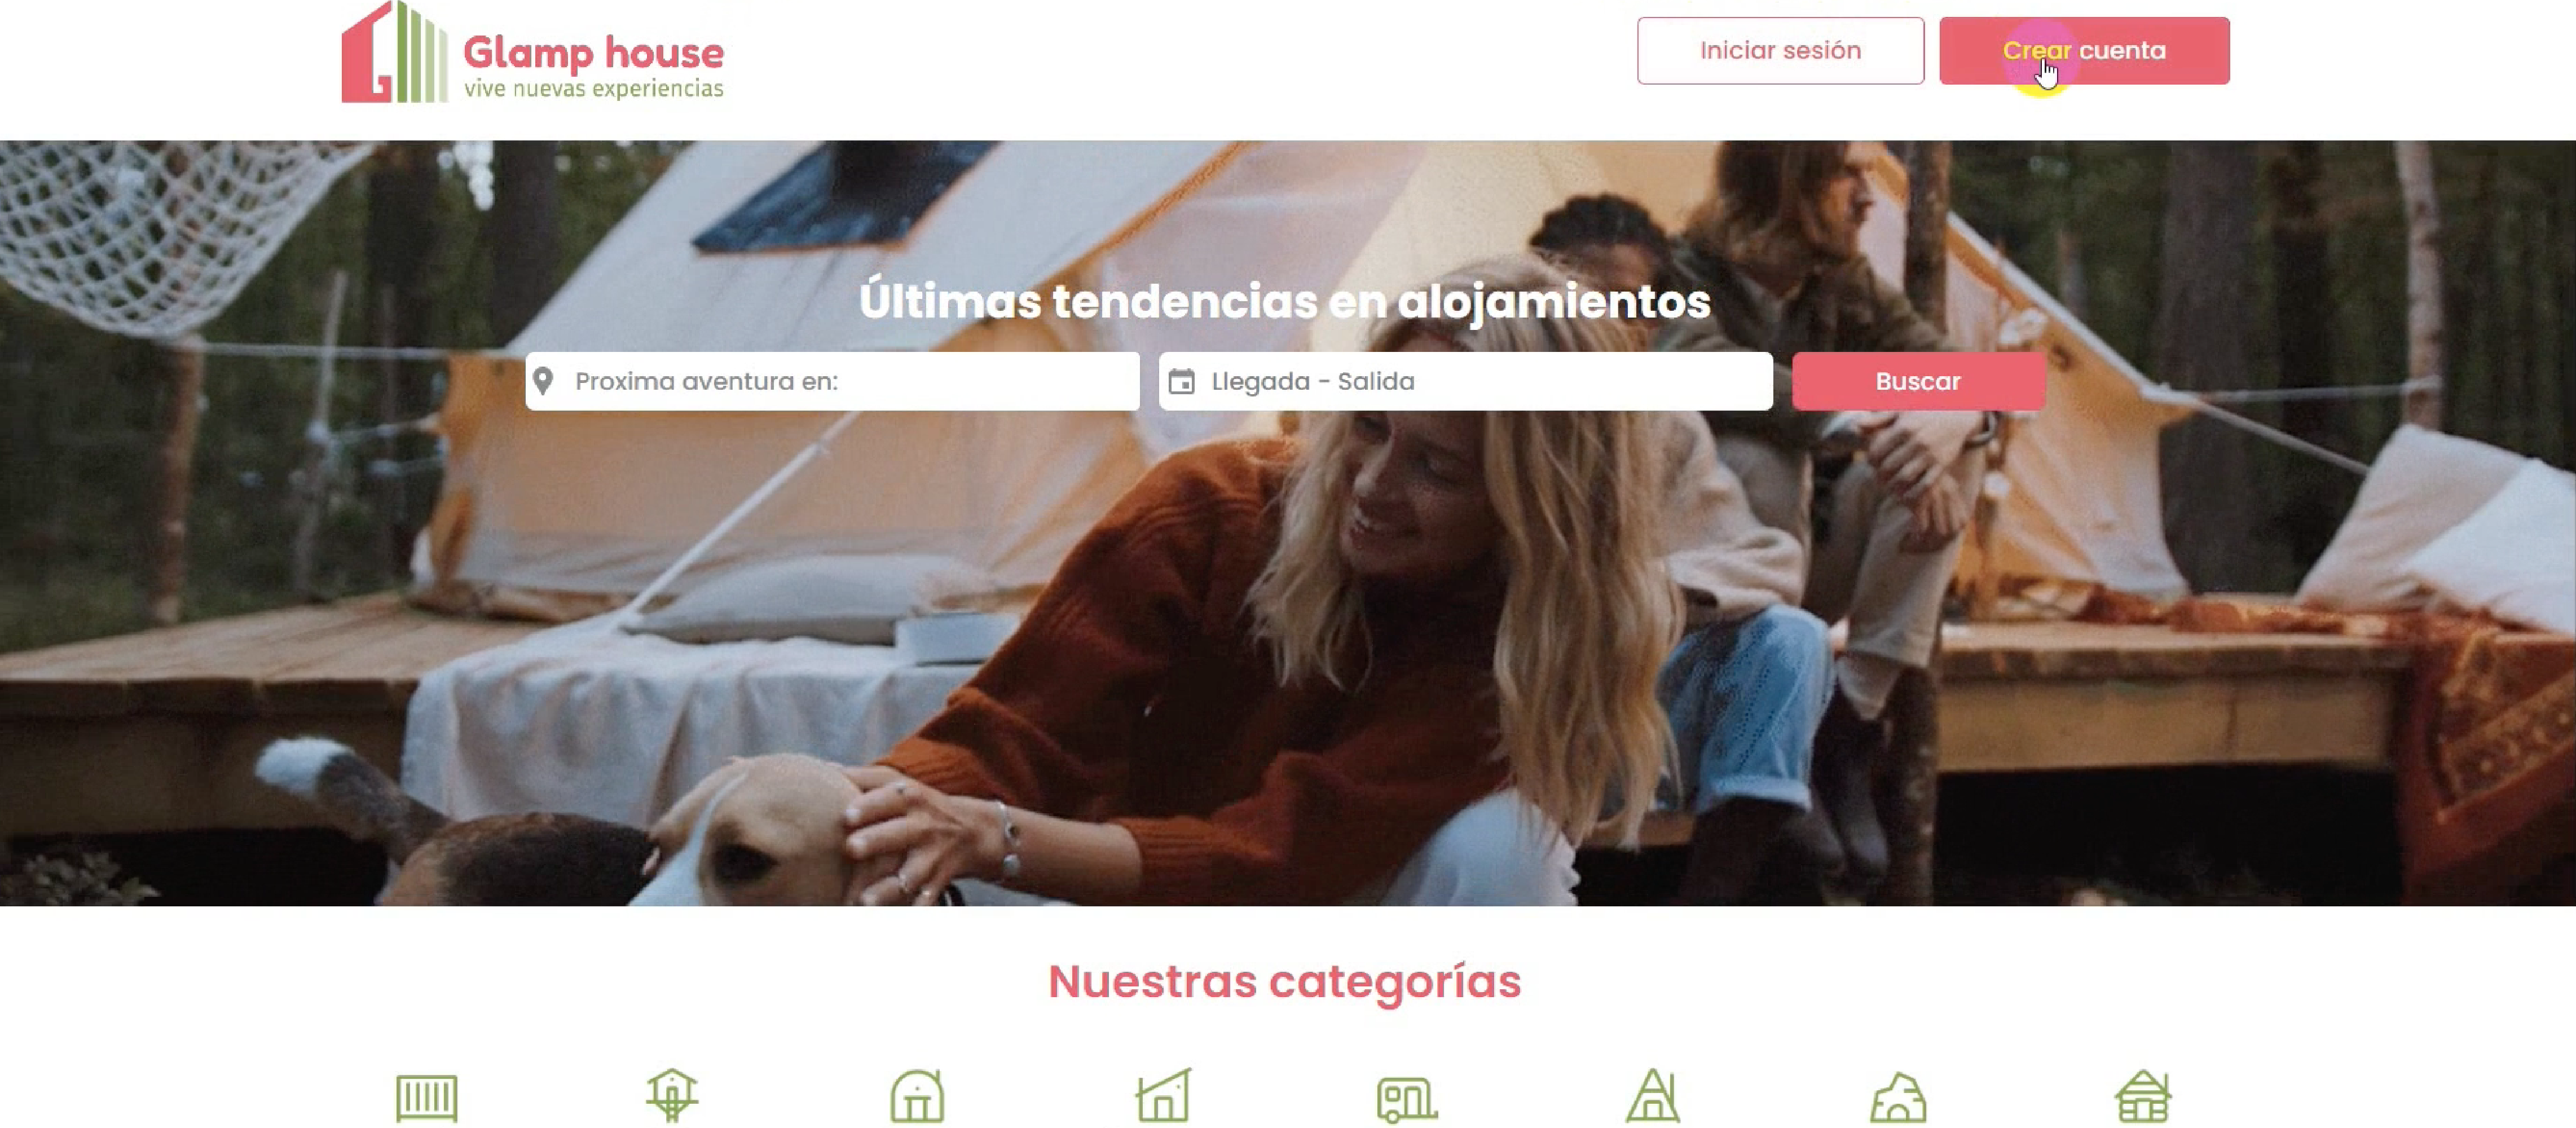 Glamp house
vive nuevas experiencias
Iniciar sesión
Crear cuenta
Últimas tendencias en alojamientos
Proxima aventura en:
Llegada - Salida
Buscar
Nuestras categorías